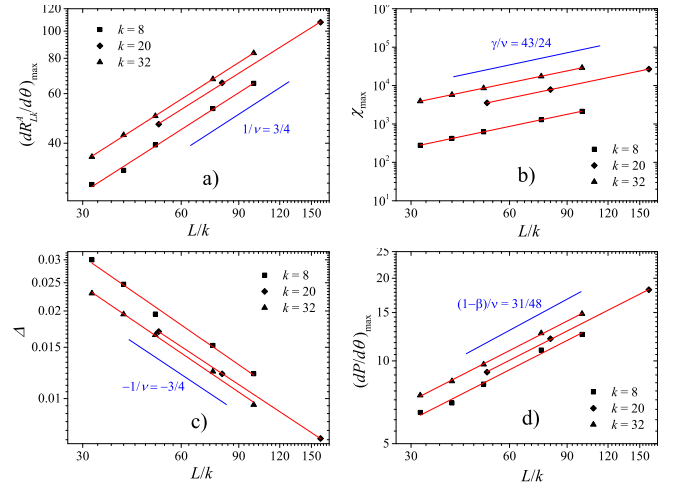 120
100
80
60
40
(dR^A_{Lk}/dθ)_max
k = 8
k = 20
k = 32
1/ν = 3/4
a)
30 60 90 120 150
L/k
10^6
10^5
10^4
10^3
10^2
10^1
χ_max
γ/ν = 43/24
k = 8
k = 20
k = 32
b)
30 60 90 120 150
L/k
0.03
0.025
0.02
0.015
0.01
Δ
k = 8
k = 20
k = 32
−1/ν = −3/4
c)
30 60 90 120 150
L/k
20
15
10
5
(dP/dθ)_max
(1−β)/ν = 31/48
k = 8
k = 20
k = 32
d)
30 60 90 120 150
L/k